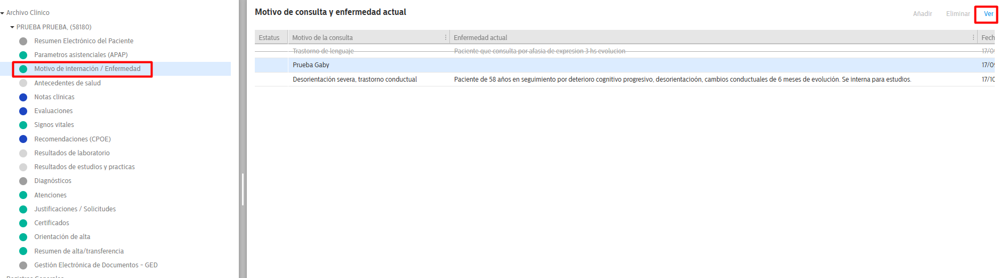 Archivo Clínico
PRUEBA PRUEBA, (58180)
Resumen Electrónico del Paciente
Parametros asistenciales (APAP)
Motivo de internación / Enfermedad
Antecedentes de salud
Notas clínicas
Evaluaciones
Signos vitales
Recomendaciones (CPOE)
Resultados de laboratorio
Resultados de estudios y practicas
Diagnósticos
Atenciones
Justificaciones / Solicitudes
Certificados
Orientación de alta
Resumen de alta/transferencia
Gestión Electrónica de Documentos - GED
Registros Generales
Motivo de consulta y enfermedad actual
Añadir Eliminar Ver
Estatus Motivo de la consulta Enfermedad actual Fech
Trastorno de lenguaje Paciente que consulta por afasia de expresion 3 hs evolucion 17/09
Prueba Gaby 17/09
Desorientación severa, trastorno conductual Paciente de 58 años en seguimiento por deterioro cognitivo progresivo, desorientacioón, cambios conductuales de 6 meses de evolución. Se interna para estudios. 17/10